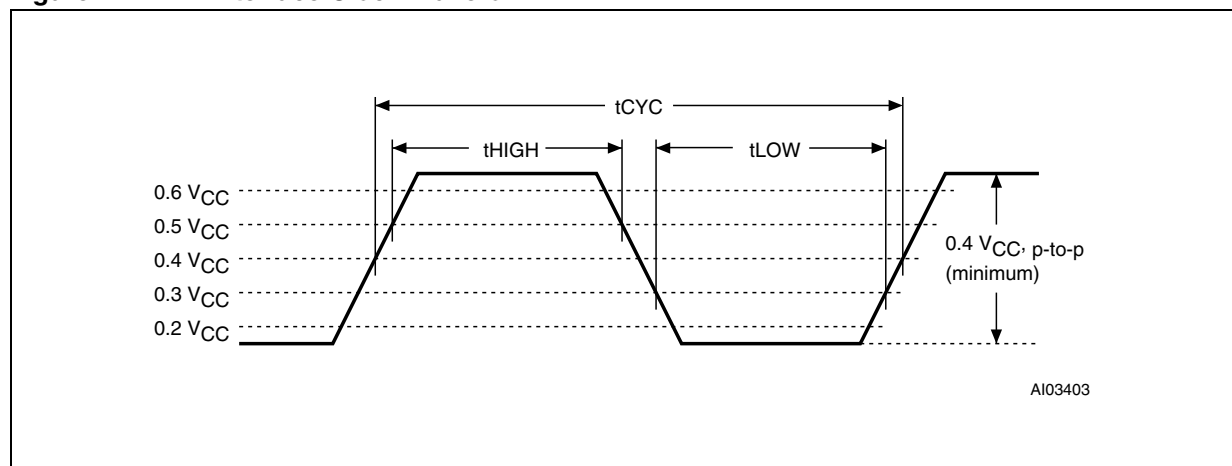 tCYC
tHIGH
tLOW
0.6 VCC
0.5 VCC
0.4 VCC
0.3 VCC
0.2 VCC
0.4 VCC, p-to-p
(minimum)
AI03403